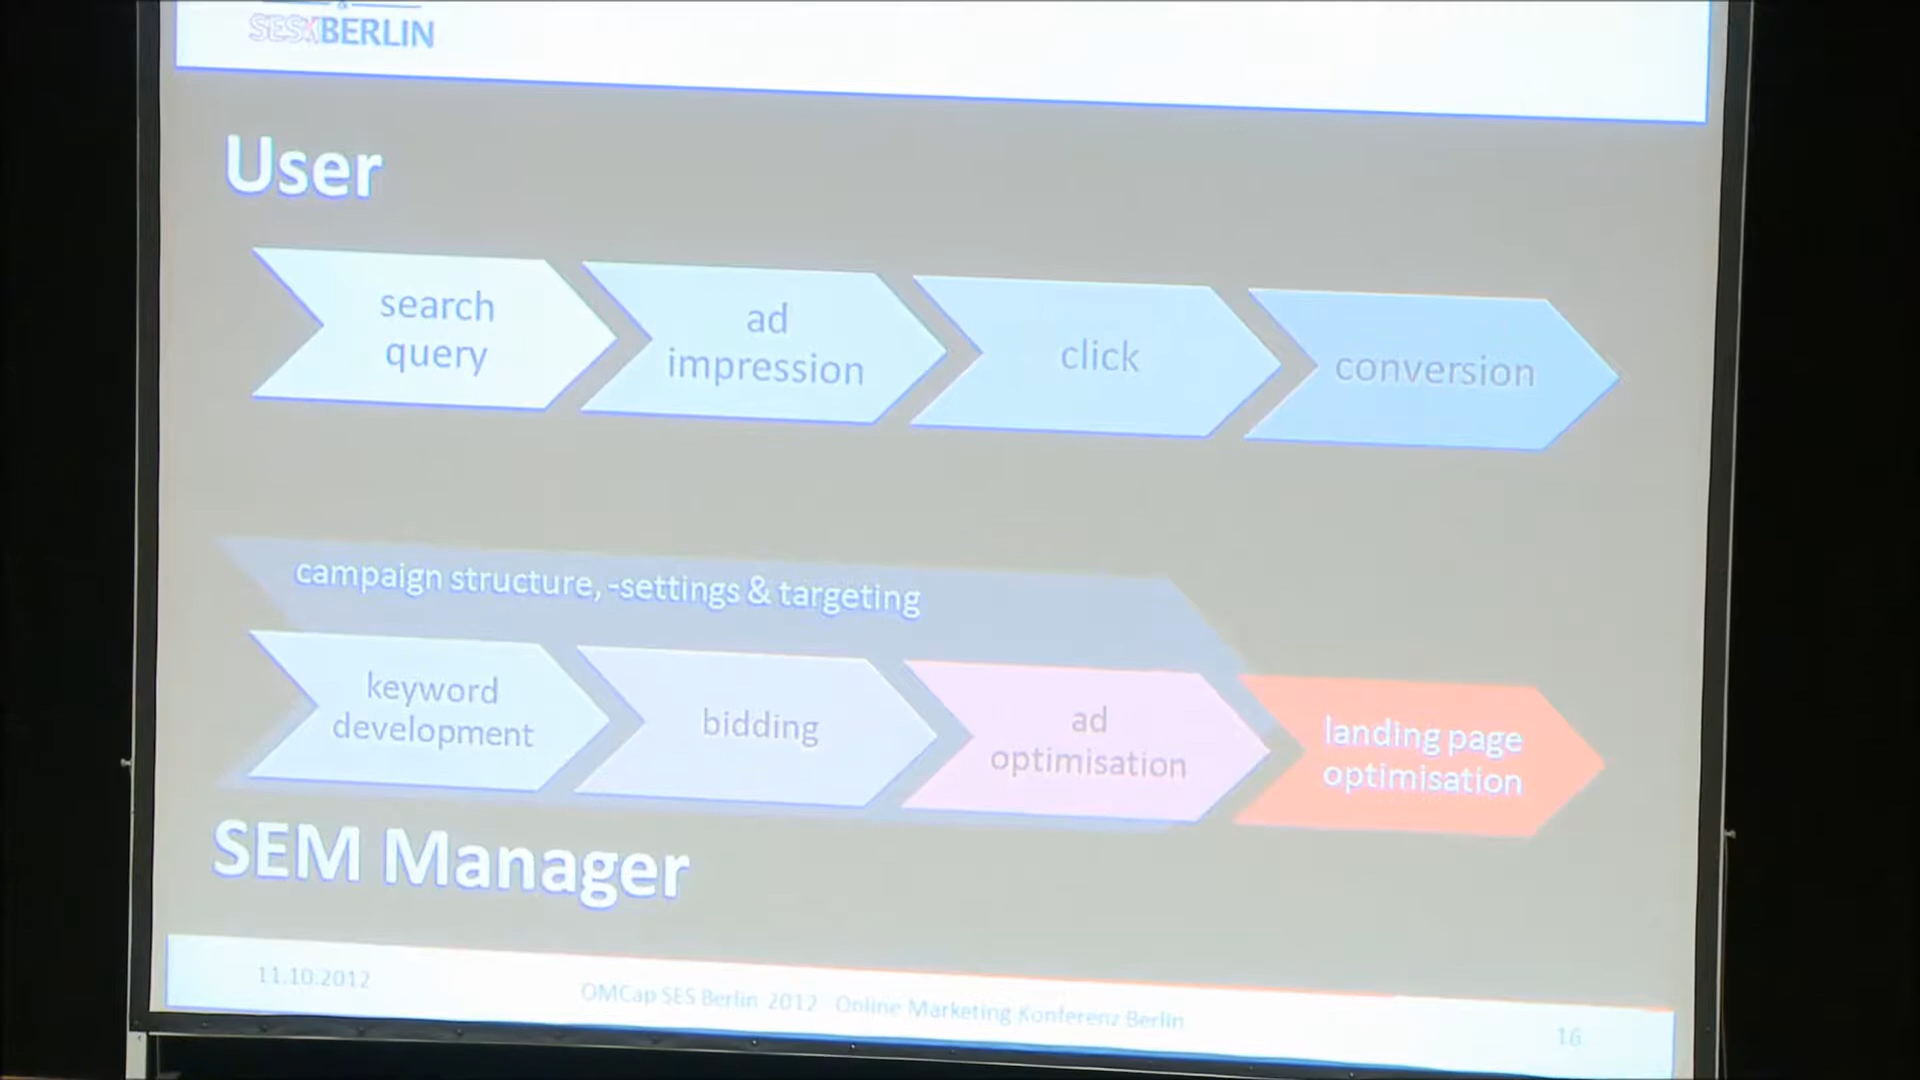 &
SES BERLIN
User
search
query
ad
impression
click
conversion
campaign structure, -settings & targeting
keyword
development
bidding
ad
optimisation
landing page
optimisation
SEM Manager
11.10.2012
OMCap SES Berlin 2012 Online Marketing Konferenz Berlin
16